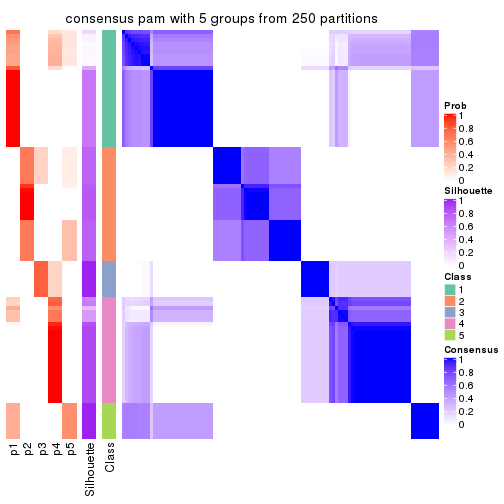 consensus pam with 5 groups from 250 partitions
Prob
1
0.8
0.6
0.4
0.2
0
Silhouette
1
0.8
0.6
0.4
0.2
0
Class
1
2
3
4
5
Consensus
1
0.8
0.6
0.4
0.2
0
p1
p2
p3
p4
p5
Silhouette
Class